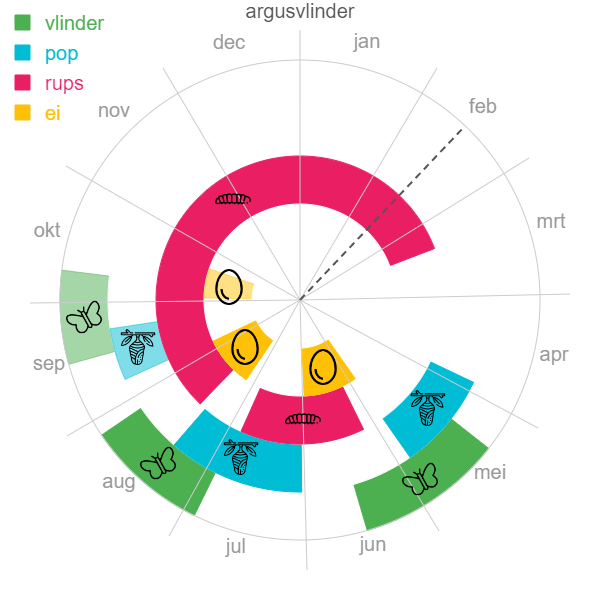 argusvlinder
vlinder
pop
rups
ei
jan
feb
mrt
apr
mei
jun
jul
aug
sep
okt
nov
dec